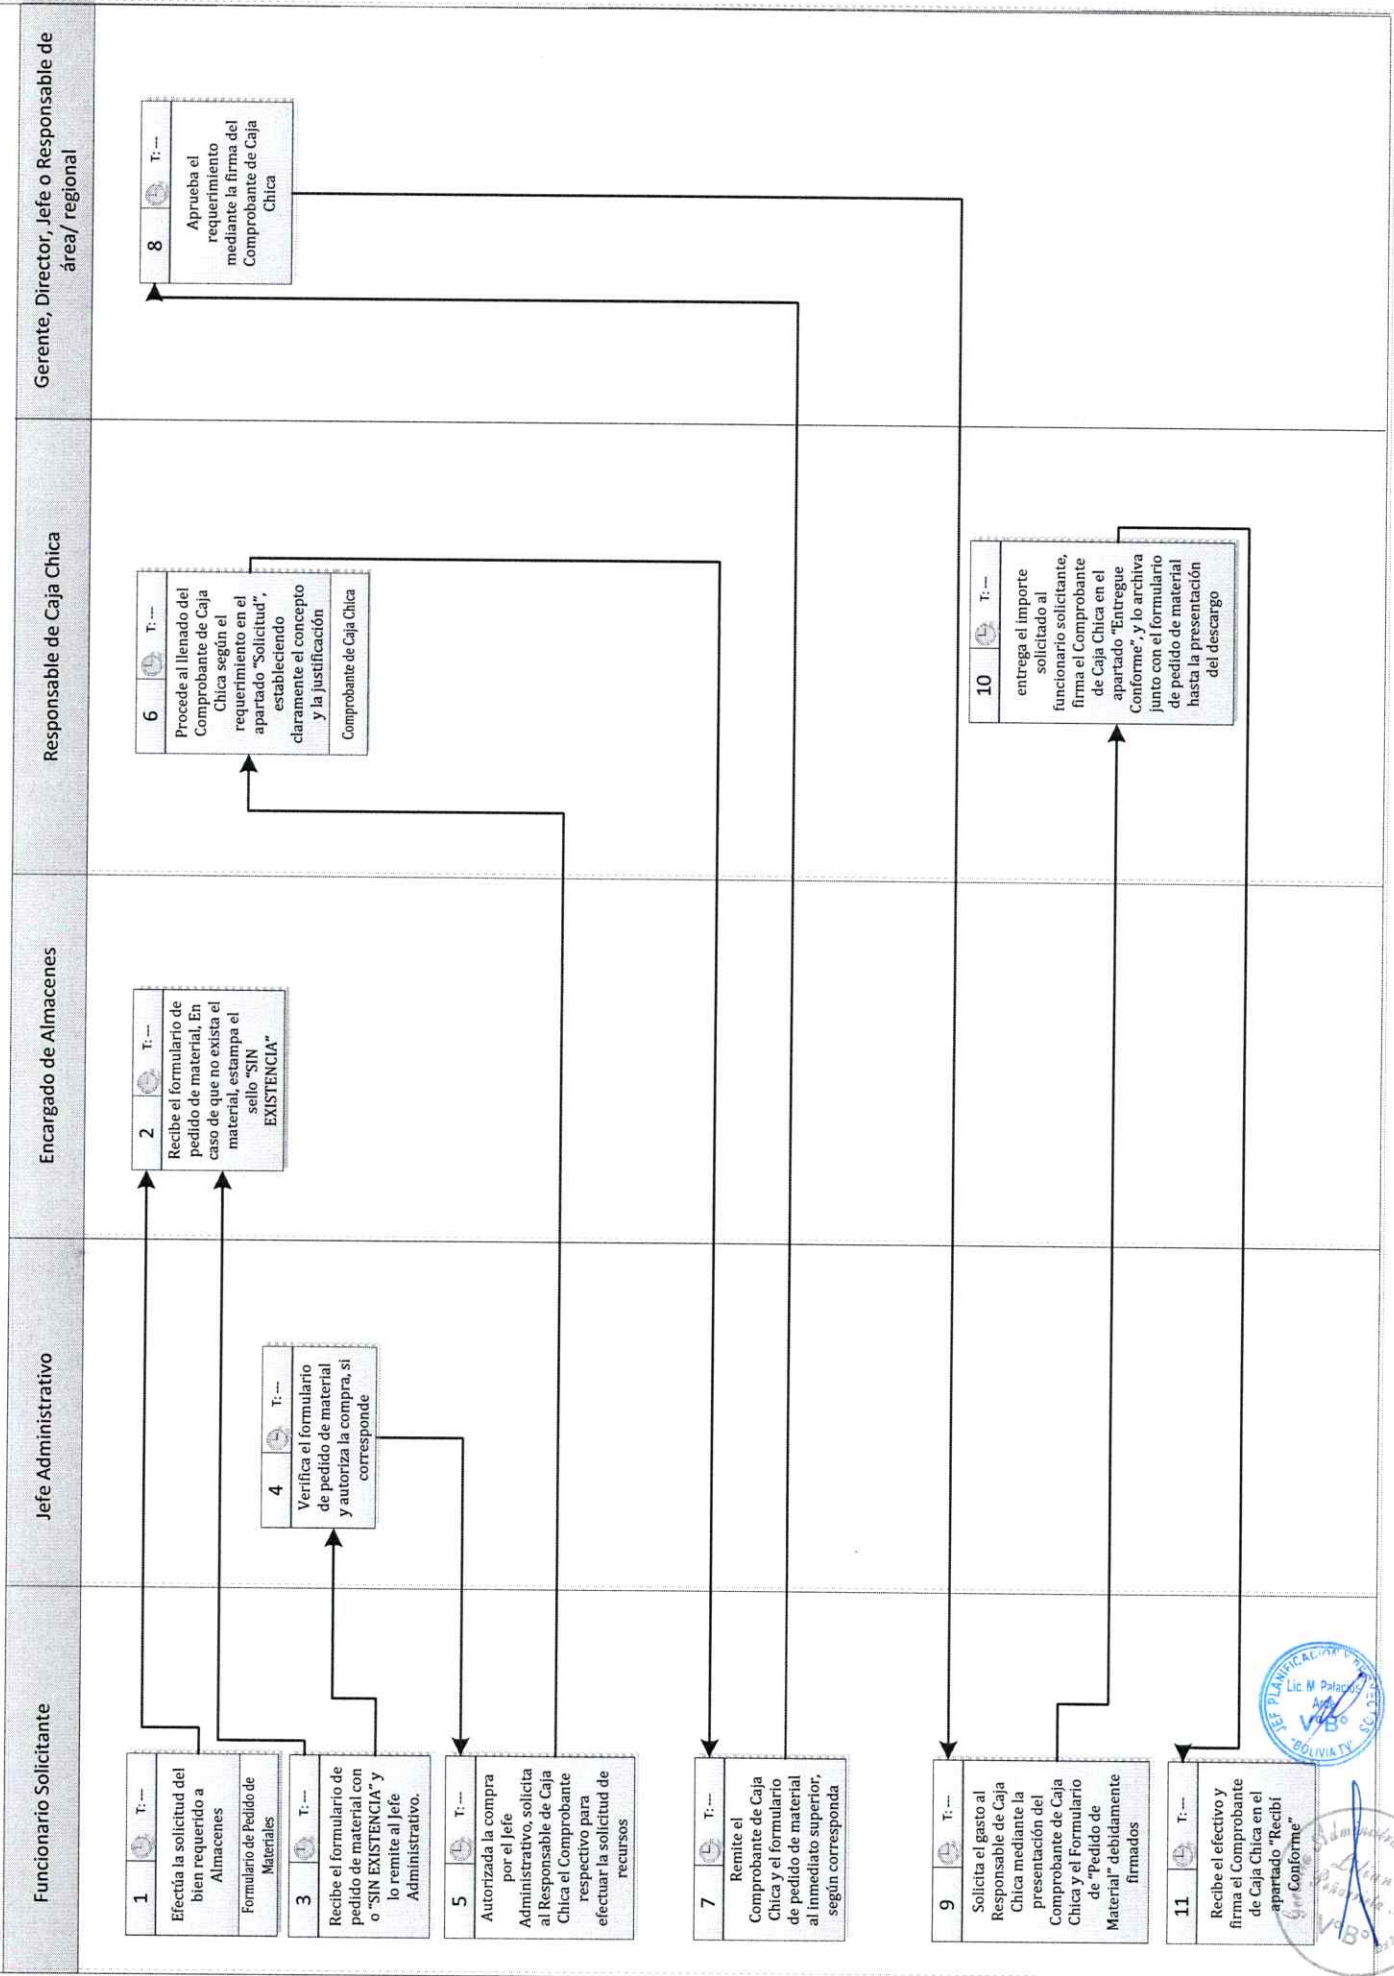 Funcionario Solicitante
Jefe Administrativo
Encargado de Almacenes
Responsable de Caja Chica
Gerente, Director, Jefe o Responsable de
área/ regional
1 T: ---
Efectúa la solicitud del
bien requerido a
Almacenes
Formulario de Pedido de
Materiales
2 T: ---
Recibe el formulario de
pedido de material, En
caso de que no exista el
material, estampa el
sello “SIN
EXISTENCIA”
3 T: ---
Recibe el formulario de
pedido de material con
o “SIN EXISTENCIA” y
lo remite al Jefe
Administrativo.
4 T: ---
Verifica el formulario
de pedido de material
y autoriza la compra, si
corresponde
5 T: ---
Autorizada la compra
por el Jefe
Administrativo, solicita
al Responsable de Caja
Chica el Comprobante
respectivo para
efectuar la solicitud de
recursos
6 T: ---
Procede al llenado del
Comprobante de Caja
Chica según el
requerimiento en el
apartado “Solicitud”,
estableciendo
claramente el concepto
y la justificación
Comprobante de Caja Chica
7 T: ---
Remite el
Comprobante de Caja
Chica y el formulario
de pedido de material
al inmediato superior,
según corresponda
8 T: ---
Aprueba el
requerimiento
mediante la firma del
Comprobante de Caja
Chica
9 T: ---
Solicita el gasto al
Responsable de Caja
Chica mediante la
presentación del
Comprobante de Caja
Chica y el Formulario
de “Pedido de
Material” debidamente
firmados
10 T: ---
entrega el importe
solicitado al
funcionario solicitante,
firma el Comprobante
de Caja Chica en el
apartado “Entregue
Conforme”, y lo archiva
junto con el formulario
de pedido de material
hasta la presentación
del descargo
11 T: ---
Recibe el efectivo y
firma el Comprobante
de Caja Chica en el
apartado “Recibí
Conforme”
JEF PLANIFICACION Y
Lic. M. Palacios
VºBº
BOLIVIA TV
VºBº